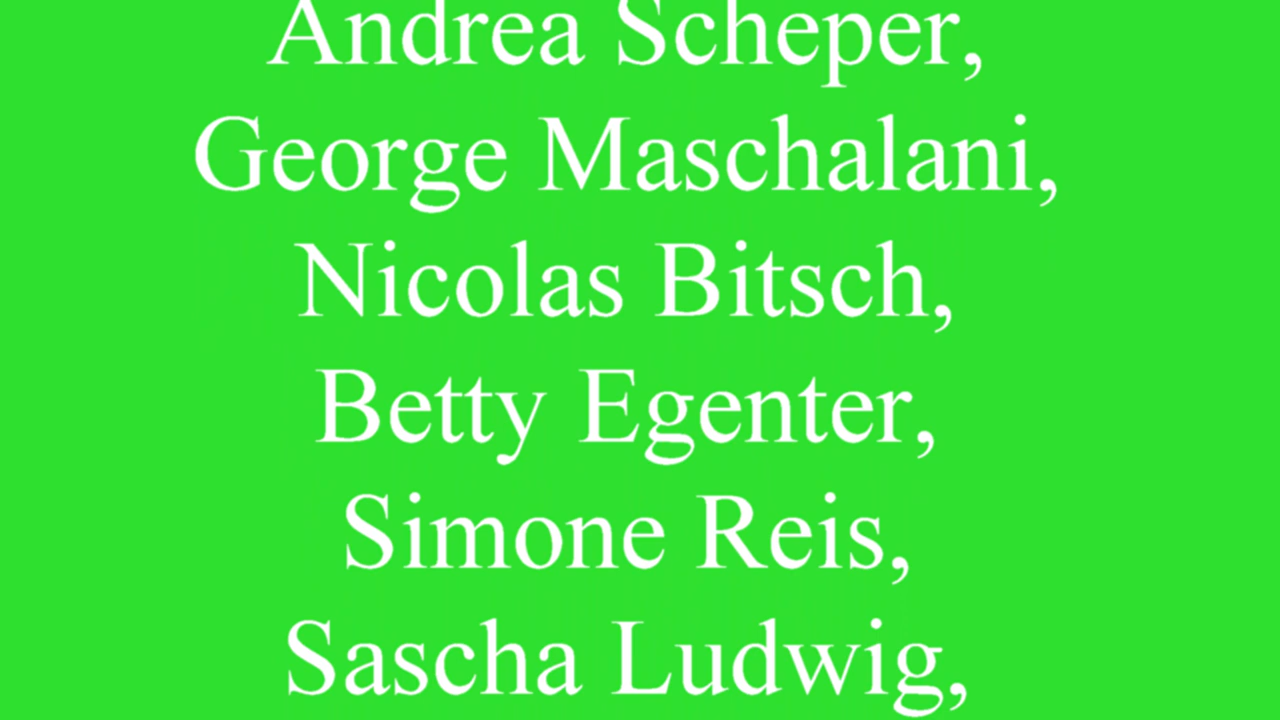 Andrea Scheper,
George Maschalani,
Nicolas Bitsch,
Betty Egenter,
Simone Reis,
Sascha Ludwig,